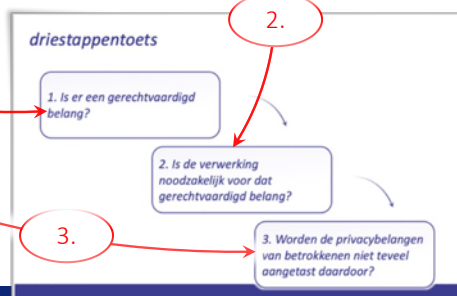 2.
driestappentoets
1. Is er een gerechtvaardigd
belang?
2. Is de verwerking
noodzakelijk voor dat
gerechtvaardigd belang?
3.
3. Worden de privacybelangen
van betrokkenen niet teveel
aangetast daardoor?